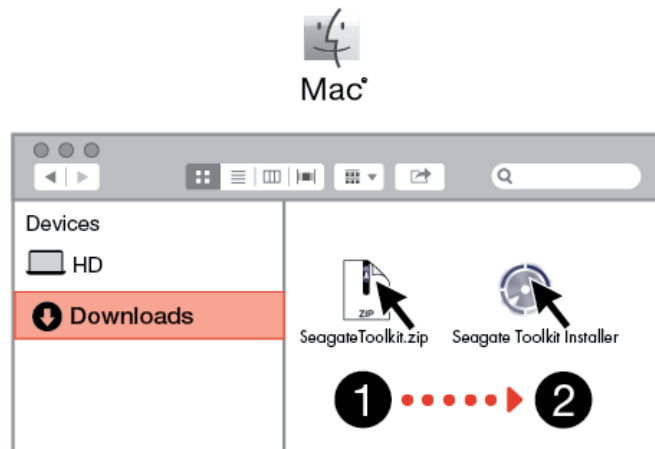 Mac®
Devices
HD
Downloads
ZIP
SeagateToolkit.zip
Seagate Toolkit Installer
1
2